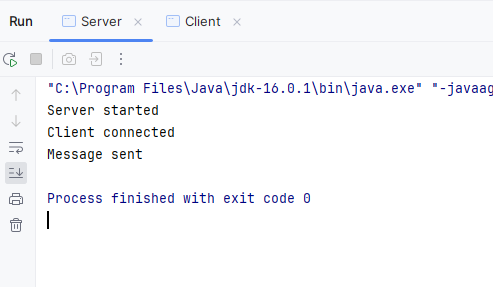 Run Server Client
"C:\Program Files\Java\jdk-16.0.1\bin\java.exe" "-javaag
Server started
Client connected
Message sent
Process finished with exit code 0